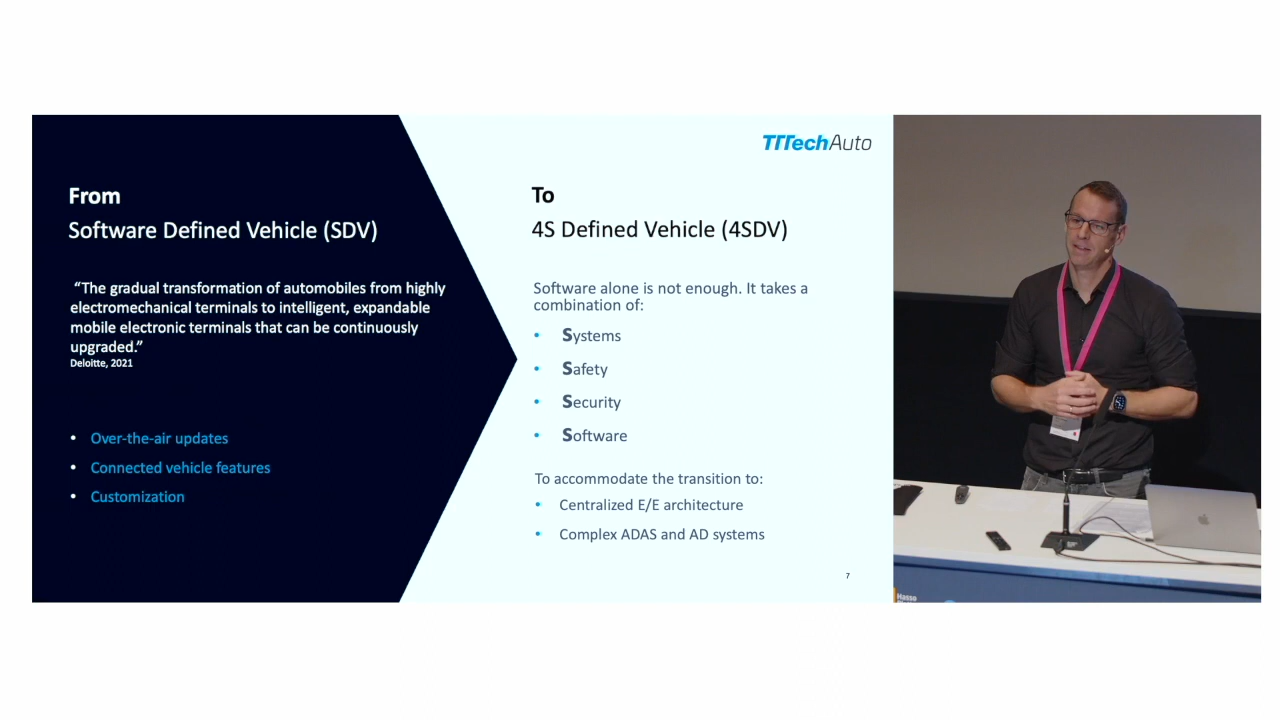 TTTechAuto
From
Software Defined Vehicle (SDV)
“The gradual transformation of automobiles from highly
electromechanical terminals to intelligent, expandable
mobile electronic terminals that can be continuously
upgraded.”
Deloitte, 2021
• Over-the-air updates
• Connected vehicle features
• Customization
To
4S Defined Vehicle (4SDV)
Software alone is not enough. It takes a
combination of:
• Systems
• Safety
• Security
• Software
To accommodate the transition to:
• Centralized E/E architecture
• Complex ADAS and AD systems
7
Hasso